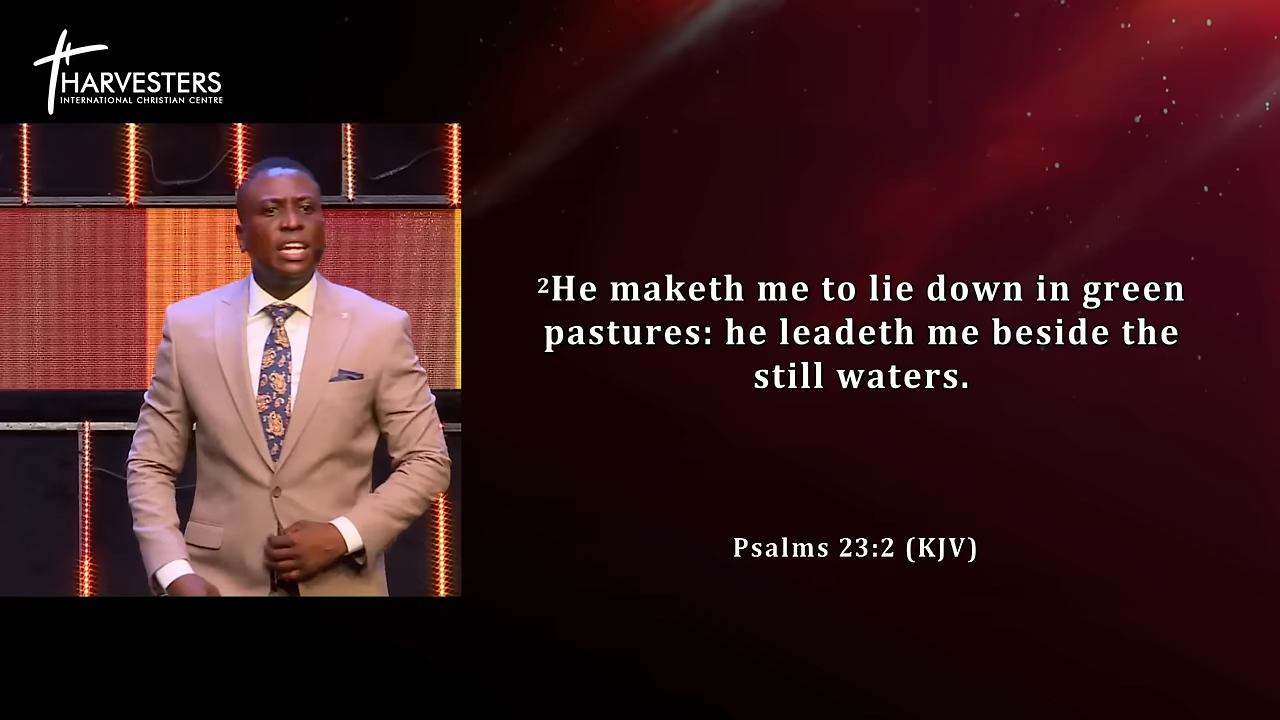 HARVESTERS
INTERNATIONAL CHRISTIAN CENTRE
²He maketh me to lie down in green
pastures: he leadeth me beside the
still waters.
Psalms 23:2 (KJV)